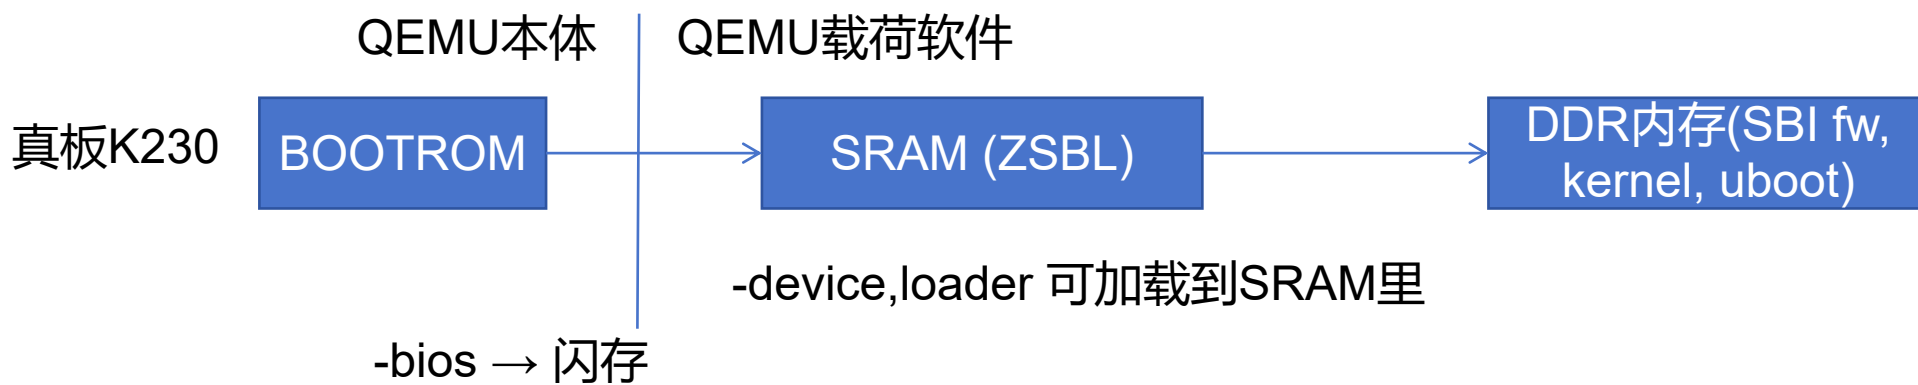 QEMU本体
QEMU载荷软件
真板K230
BOOTROM
SRAM (ZSBL)
DDR内存(SBI fw,
kernel, uboot)
-device,loader 可加载到SRAM里
-bios → 闪存